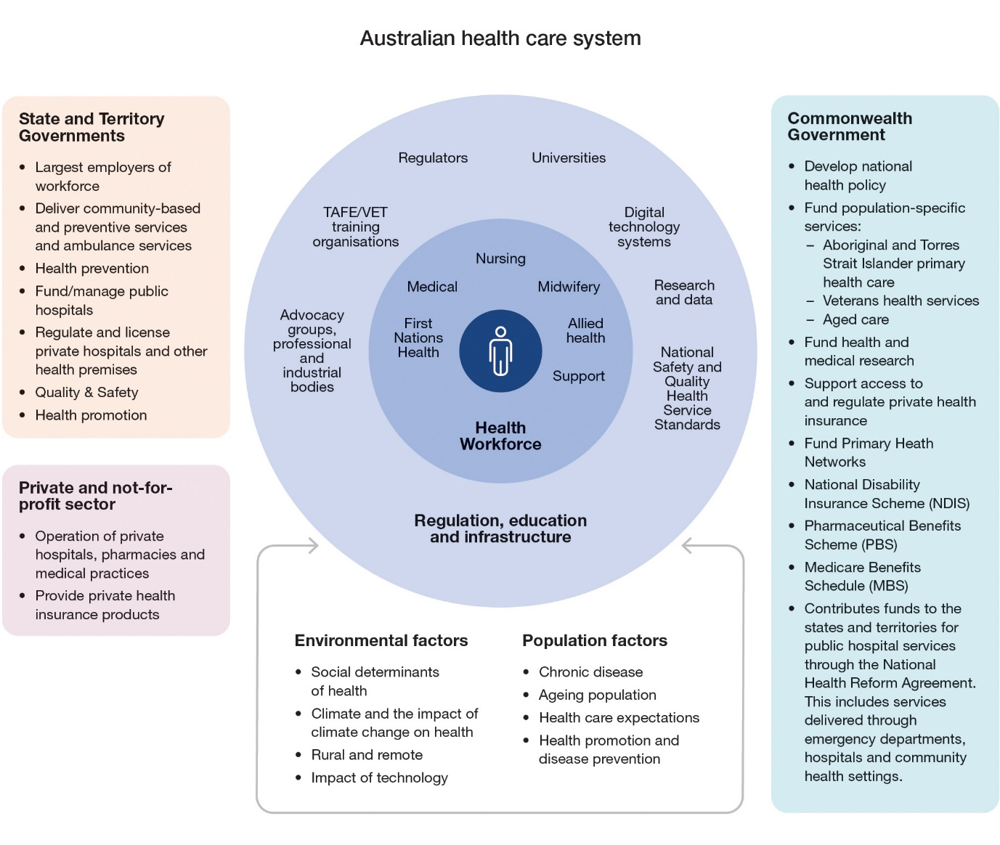 Australian health care system
State and Territory
Governments
• Largest employers of
workforce
• Deliver community-based
and preventive services
and ambulance services
• Health prevention
• Fund/manage public
hospitals
• Regulate and license
private hospitals and other
health premises
• Quality & Safety
• Health promotion
Private and not-for-
profit sector
• Operation of private
hospitals, pharmacies and
medical practices
• Provide private health
insurance products
Regulators
Universities
TAFE/VET
training
organisations
Digital
technology
systems
Advocacy
groups,
professional
and
industrial
bodies
Research
and data
National
Safety and
Quality
Health
Service
Standards
Nursing
Medical
Midwifery
First
Nations
Health
Allied
health
Support
Health
Workforce
Regulation, education
and infrastructure
Environmental factors
• Social determinants
of health
• Climate and the impact of
climate change on health
• Rural and remote
• Impact of technology
Population factors
• Chronic disease
• Ageing population
• Health care expectations
• Health promotion and
disease prevention
Commonwealth
Government
• Develop national
health policy
• Fund population-specific
services:
– Aboriginal and Torres
Strait Islander primary
health care
– Veterans health services
– Aged care
• Fund health and
medical research
• Support access to
and regulate private health
insurance
• Fund Primary Heath
Networks
• National Disability
Insurance Scheme (NDIS)
• Pharmaceutical Benefits
Scheme (PBS)
• Medicare Benefits
Schedule (MBS)
• Contributes funds to the
states and territories for
public hospital services
through the National
Health Reform Agreement.
This includes services
delivered through
emergency departments,
hospitals and community
health settings.